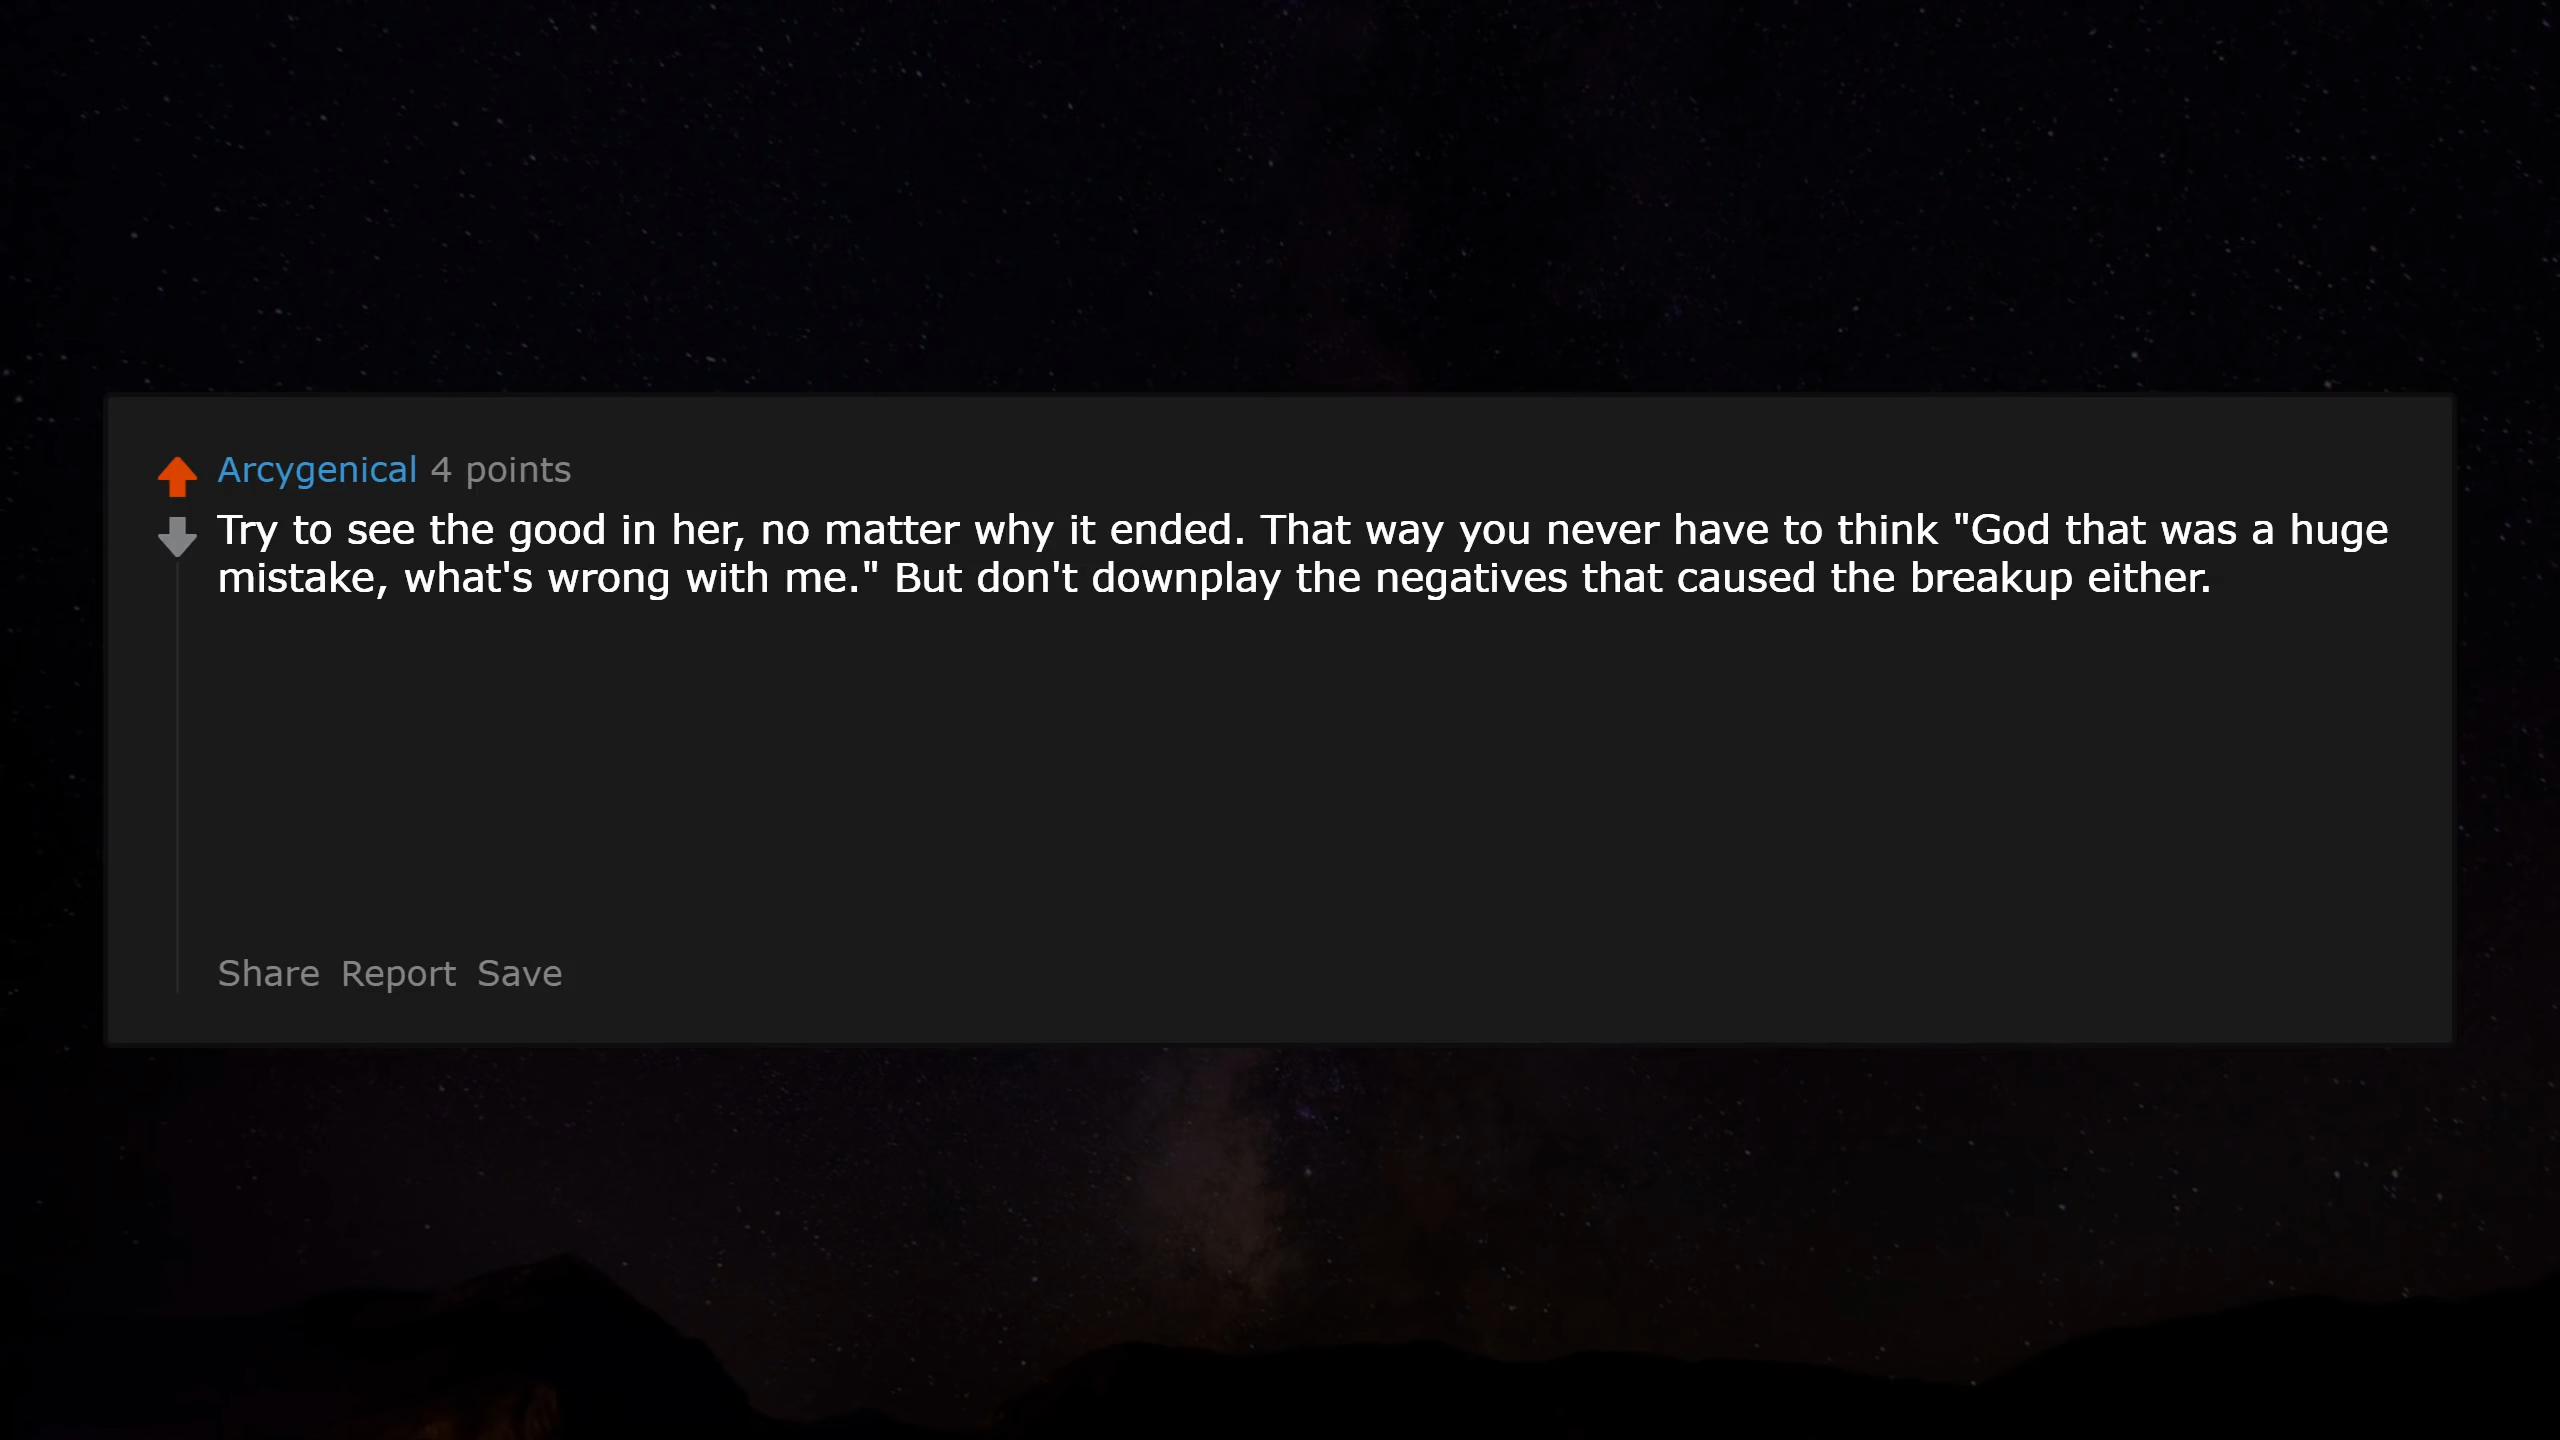 Arcygenical 4 points
Try to see the good in her, no matter why it ended. That way you never have to think "God that was a huge
mistake, what's wrong with me." But don't downplay the negatives that caused the breakup either.
Share Report Save